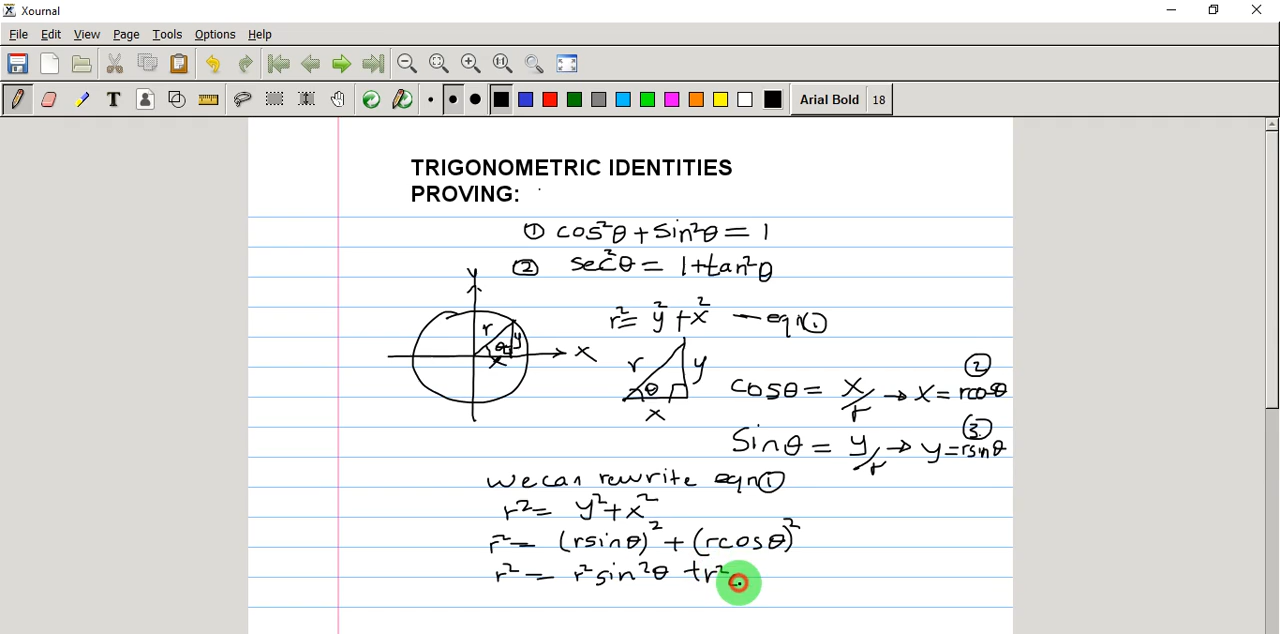 Xournal
File Edit View Page Tools Options Help
Arial Bold 18
TRIGONOMETRIC IDENTITIES
PROVING:
① cos²θ + sin²θ = 1
② sec²θ = 1 + tan²θ
y
r² = y² + x² — eqn①
r y θ x
x
r θ y
x
②
cosθ = x/r → x = rcosθ
③
Sinθ = y/r → y = rsinθ
we can rewrite eqn①
r² = y² + x²
r² = (rsinθ)² + (rcosθ)²
r² = r²sin²θ + r²